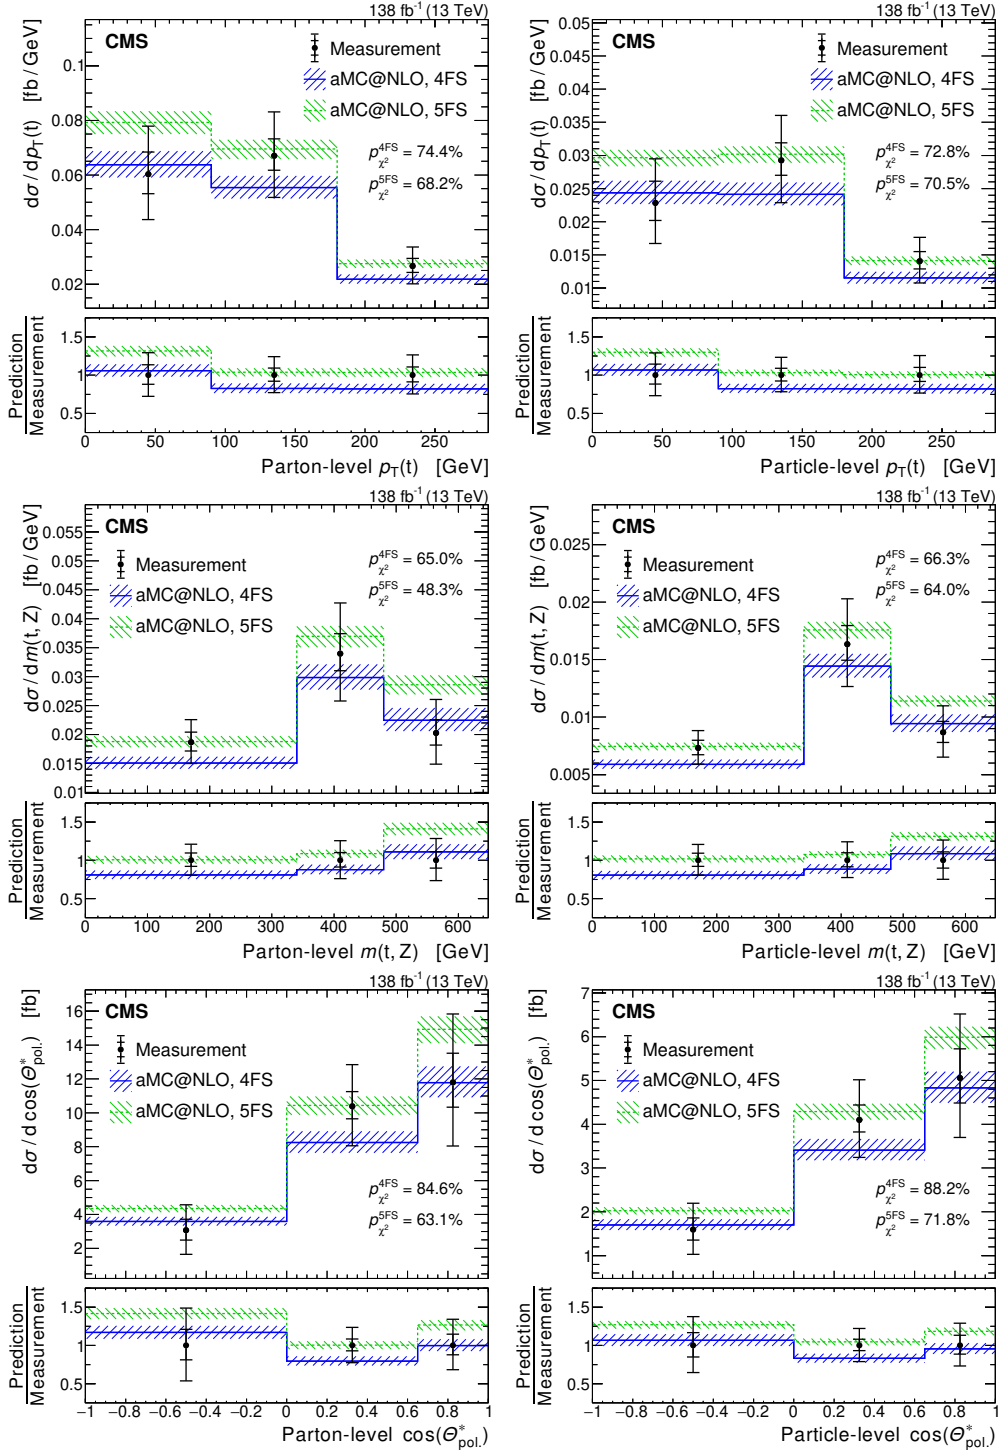 138 fb⁻¹ (13 TeV)
CMS
Measurement
aMC@NLO, 4FS
aMC@NLO, 5FS
p_χ²^4FS = 74.4%
p_χ²^5FS = 68.2%
dσ / dp_T(t) [fb / GeV]
0.1
0.08
0.06
0.04
0.02
Prediction
Measurement
1.5
1
0.5
0 50 100 150 200 250
Parton-level p_T(t) [GeV]
138 fb⁻¹ (13 TeV)
CMS
Measurement
aMC@NLO, 4FS
aMC@NLO, 5FS
p_χ²^4FS = 72.8%
p_χ²^5FS = 70.5%
dσ / dp_T(t) [fb / GeV]
0.05
0.045
0.04
0.035
0.03
0.025
0.02
0.015
0.01
Prediction
Measurement
1.5
1
0.5
0 50 100 150 200 250
Particle-level p_T(t) [GeV]
138 fb⁻¹ (13 TeV)
CMS
Measurement
aMC@NLO, 4FS
aMC@NLO, 5FS
p_χ²^4FS = 65.0%
p_χ²^5FS = 48.3%
dσ / dm(t, Z) [fb / GeV]
0.055
0.05
0.045
0.04
0.035
0.03
0.025
0.02
0.015
0.01
Prediction
Measurement
1.5
1
0.5
0 100 200 300 400 500 600
Parton-level m(t, Z) [GeV]
138 fb⁻¹ (13 TeV)
CMS
Measurement
aMC@NLO, 4FS
aMC@NLO, 5FS
p_χ²^4FS = 66.3%
p_χ²^5FS = 64.0%
dσ / dm(t, Z) [fb / GeV]
0.025
0.02
0.015
0.01
0.005
Prediction
Measurement
1.5
1
0.5
0 100 200 300 400 500 600
Particle-level m(t, Z) [GeV]
138 fb⁻¹ (13 TeV)
CMS
Measurement
aMC@NLO, 4FS
aMC@NLO, 5FS
p_χ²^4FS = 84.6%
p_χ²^5FS = 63.1%
dσ / d cos(Θ*_pol.) [fb]
16
14
12
10
8
6
4
2
Prediction
Measurement
1.5
1
0.5
−1 −0.8 −0.6 −0.4 −0.2 0 0.2 0.4 0.6 0.8 1
Parton-level cos(Θ*_pol.)
138 fb⁻¹ (13 TeV)
CMS
Measurement
aMC@NLO, 4FS
aMC@NLO, 5FS
p_χ²^4FS = 88.2%
p_χ²^5FS = 71.8%
dσ / d cos(Θ*_pol.) [fb]
7
6
5
4
3
2
1
Prediction
Measurement
1.5
1
0.5
−1 −0.8 −0.6 −0.4 −0.2 0 0.2 0.4 0.6 0.8 1
Particle-level cos(Θ*_pol.)